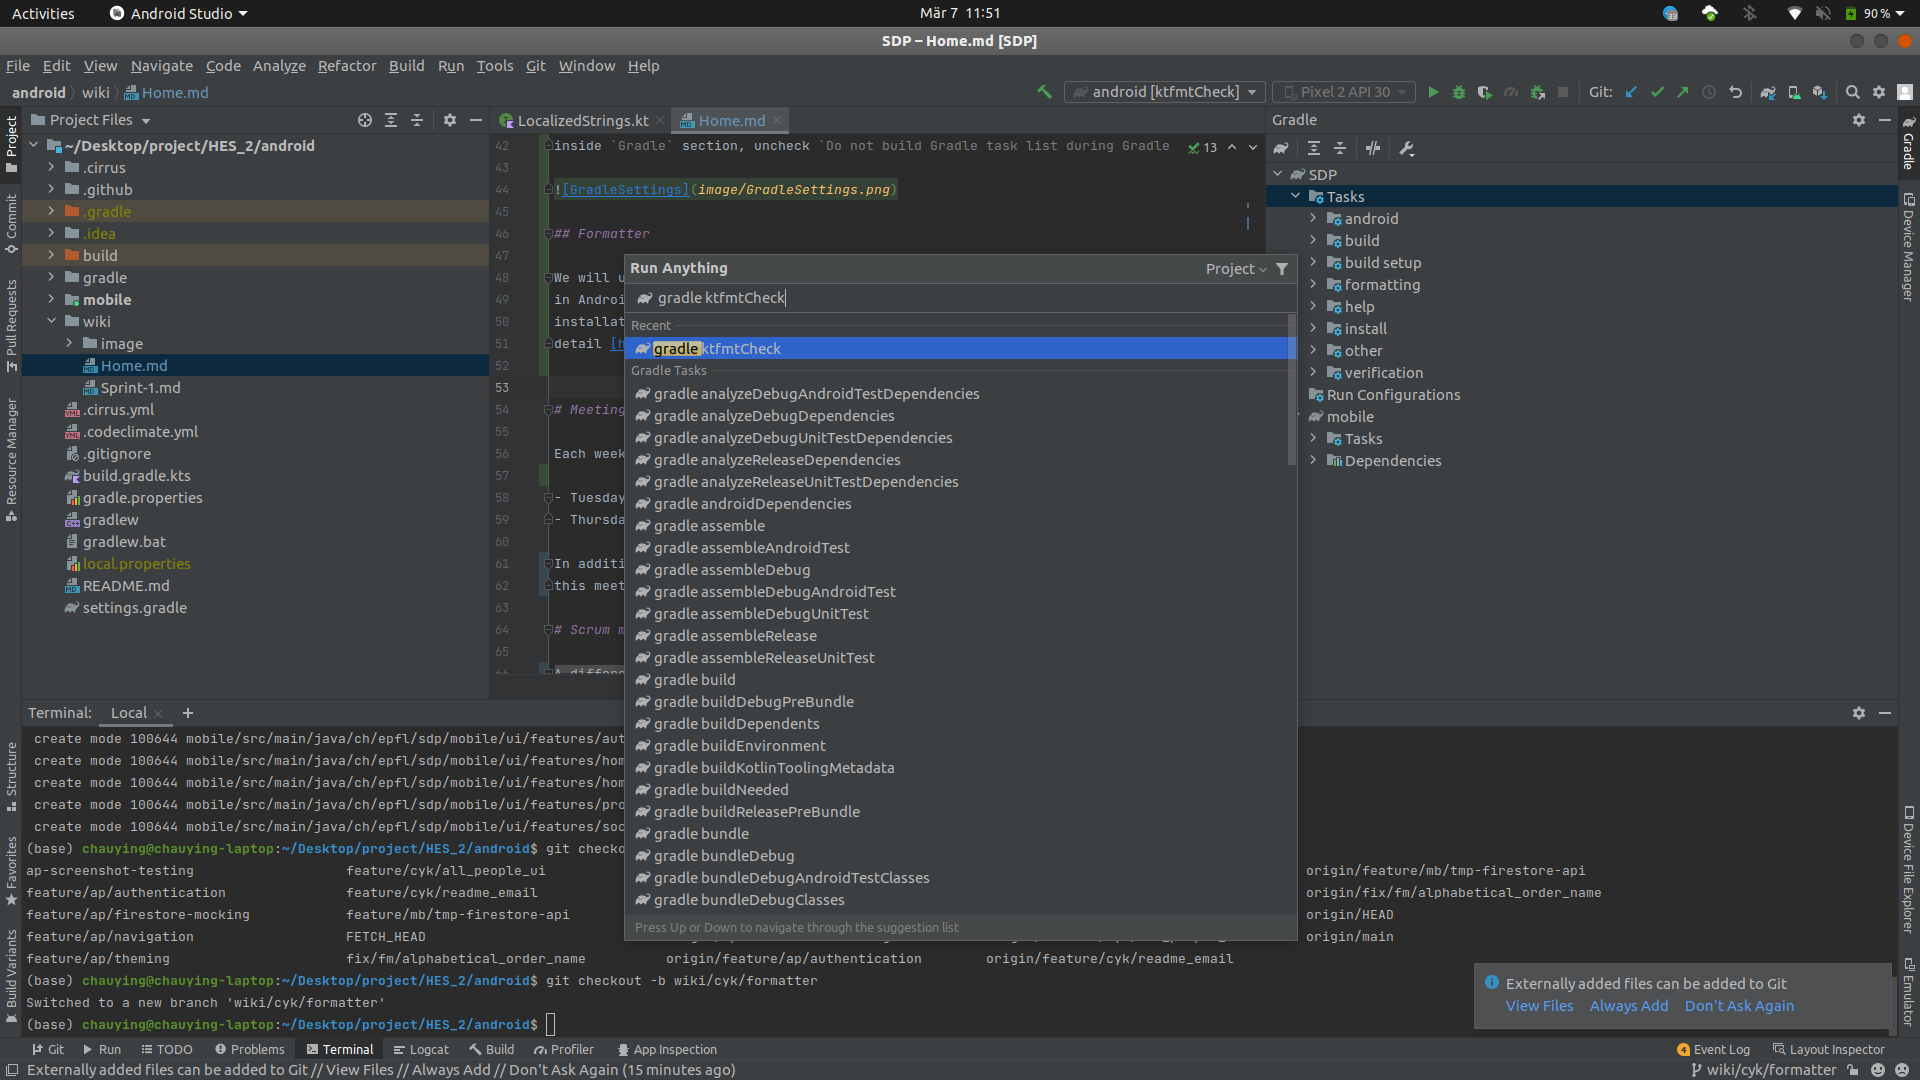 Activities
Android Studio
Mär 7 11:51
33
90 %
SDP – Home.md [SDP]
File Edit View Navigate Code Analyze Refactor Build Run Tools Git Window Help
android wiki Home.md
android [ktfmtCheck]
Pixel 2 API 30
Git:
Project Files
~/Desktop/project/HES_2/android
.cirrus
.github
.gradle
.idea
build
gradle
mobile
wiki
image
Home.md
Sprint-1.md
.cirrus.yml
.codeclimate.yml
.gitignore
build.gradle.kts
gradle.properties
gradlew
gradlew.bat
local.properties
README.md
settings.gradle
Project
Commit
Pull Requests
Resource Manager
Structure
Favorites
Build Variants
LocalizedStrings.kt
Home.md
13
42 inside `Gradle` section, uncheck `Do not build Gradle task list during Gradle
43
44 ![GradleSettings](image/GradleSettings.png)
45
46 ## Formatter
47
48 We will u
49 in Androi
50 installat
51 detail [h
52
53
54 # Meeting
55
56 Each week
57
58 - Tuesday
59 - Thursda
60
61 In additi
62 this meet
63
64 # Scrum m
65
66 A differe
Run Anything
Project
gradle ktfmtCheck
Recent
gradle ktfmtCheck
Gradle Tasks
gradle analyzeDebugAndroidTestDependencies
gradle analyzeDebugDependencies
gradle analyzeDebugUnitTestDependencies
gradle analyzeReleaseDependencies
gradle analyzeReleaseUnitTestDependencies
gradle androidDependencies
gradle assemble
gradle assembleAndroidTest
gradle assembleDebug
gradle assembleDebugAndroidTest
gradle assembleDebugUnitTest
gradle assembleRelease
gradle assembleReleaseUnitTest
gradle build
gradle buildDebugPreBundle
gradle buildDependents
gradle buildEnvironment
gradle buildKotlinToolingMetadata
gradle buildNeeded
gradle buildReleasePreBundle
gradle bundle
gradle bundleDebug
gradle bundleDebugAndroidTestClasses
gradle bundleDebugClasses
Press Up or Down to navigate through the suggestion list
Gradle
SDP
Tasks
android
build
build setup
formatting
help
install
other
verification
Run Configurations
mobile
Tasks
Dependencies
Gradle
Device Manager
Device File Explorer
Emulator
Terminal: Local
create mode 100644 mobile/src/main/java/ch/epfl/sdp/mobile/ui/features/aut
create mode 100644 mobile/src/main/java/ch/epfl/sdp/mobile/ui/features/hom
create mode 100644 mobile/src/main/java/ch/epfl/sdp/mobile/ui/features/hom
create mode 100644 mobile/src/main/java/ch/epfl/sdp/mobile/ui/features/pro
create mode 100644 mobile/src/main/java/ch/epfl/sdp/mobile/ui/features/soc
(base) chauying@chauying-laptop:~/Desktop/project/HES_2/android$ git checko
ap-screenshot-testing feature/cyk/all_people_ui origin/feature/mb/tmp-firestore-api
feature/ap/authentication feature/cyk/readme_email origin/fix/fm/alphabetical_order_name
feature/ap/firestore-mocking feature/mb/tmp-firestore-api origin/HEAD
feature/ap/navigation FETCH_HEAD origin/main
feature/ap/theming fix/fm/alphabetical_order_name origin/feature/ap/authentication origin/feature/cyk/readme_email
(base) chauying@chauying-laptop:~/Desktop/project/HES_2/android$ git checkout -b wiki/cyk/formatter
Switched to a new branch 'wiki/cyk/formatter'
(base) chauying@chauying-laptop:~/Desktop/project/HES_2/android$
Externally added files can be added to Git
View Files Always Add Don't Ask Again
Git Run TODO Problems Terminal Logcat Build Profiler App Inspection
4 Event Log Layout Inspector
Externally added files can be added to Git // View Files // Always Add // Don't Ask Again (15 minutes ago)
wiki/cyk/formatter